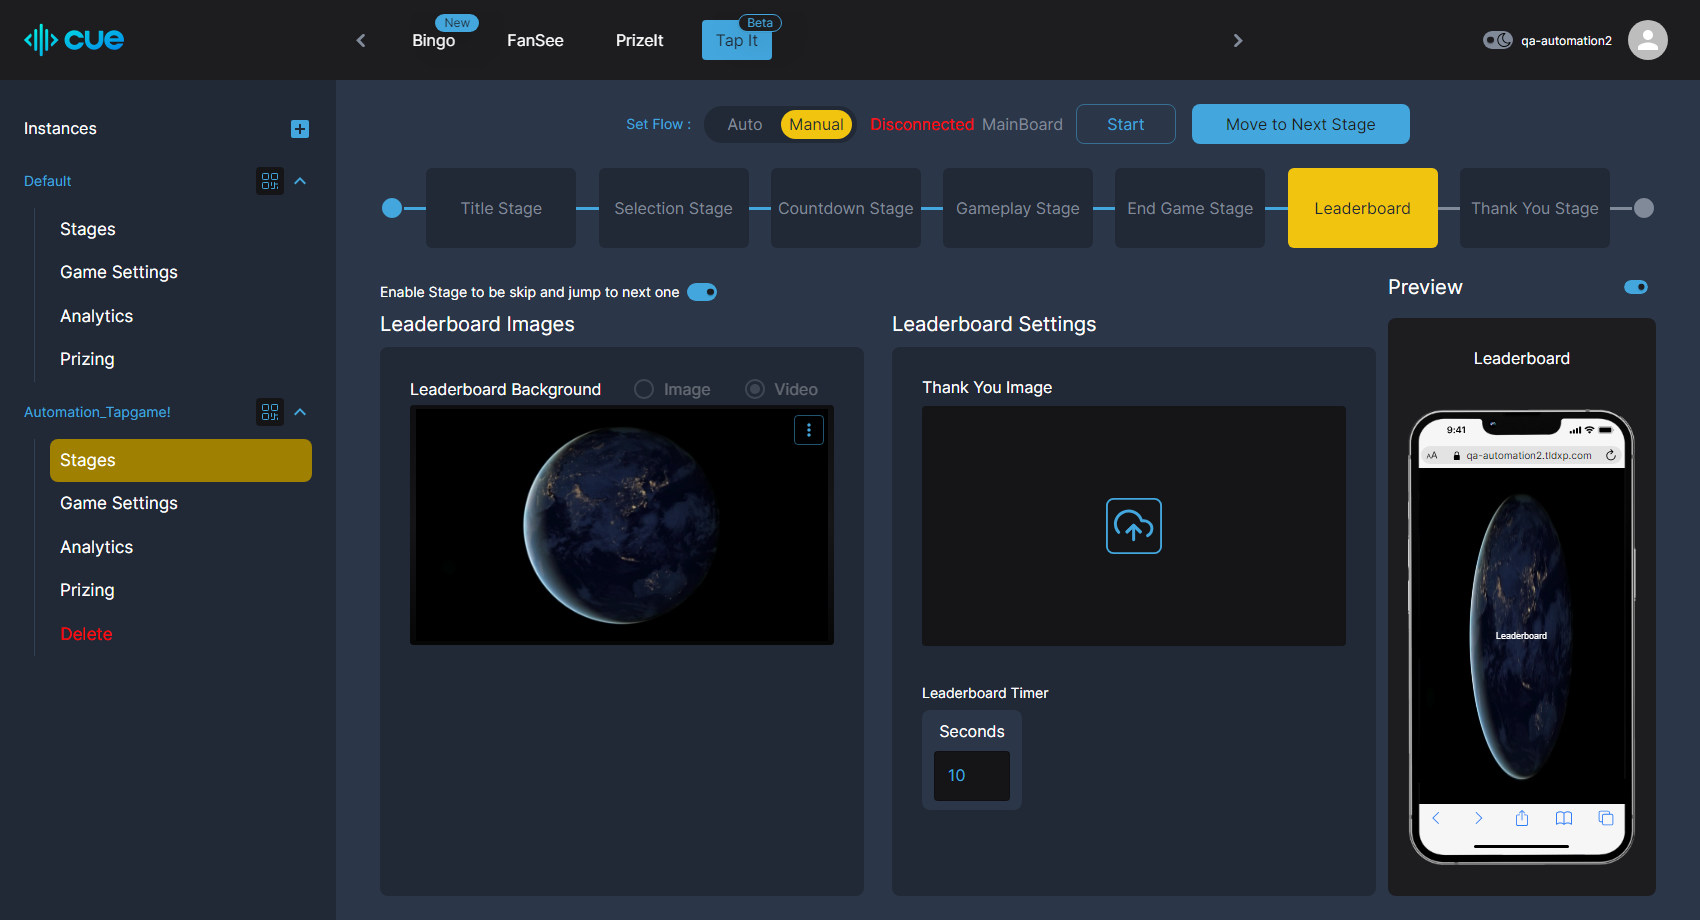 cue
Bingo
New
FanSee
PrizeIt
Tap It
Beta
qa-automation2
Instances
Default
Stages
Game Settings
Analytics
Prizing
Automation_Tapgame!
Stages
Game Settings
Analytics
Prizing
Delete
Set Flow :
Auto
Manual
Disconnected MainBoard
Start
Move to Next Stage
Title Stage
Selection Stage
Countdown Stage
Gameplay Stage
End Game Stage
Leaderboard
Thank You Stage
Enable Stage to be skip and jump to next one
Leaderboard Images
Leaderboard Background
Image
Video
Leaderboard Settings
Thank You Image
Leaderboard Timer
Seconds
10
Preview
Leaderboard
9:41
AA
qa-automation2.tldxp.com
Leaderboard